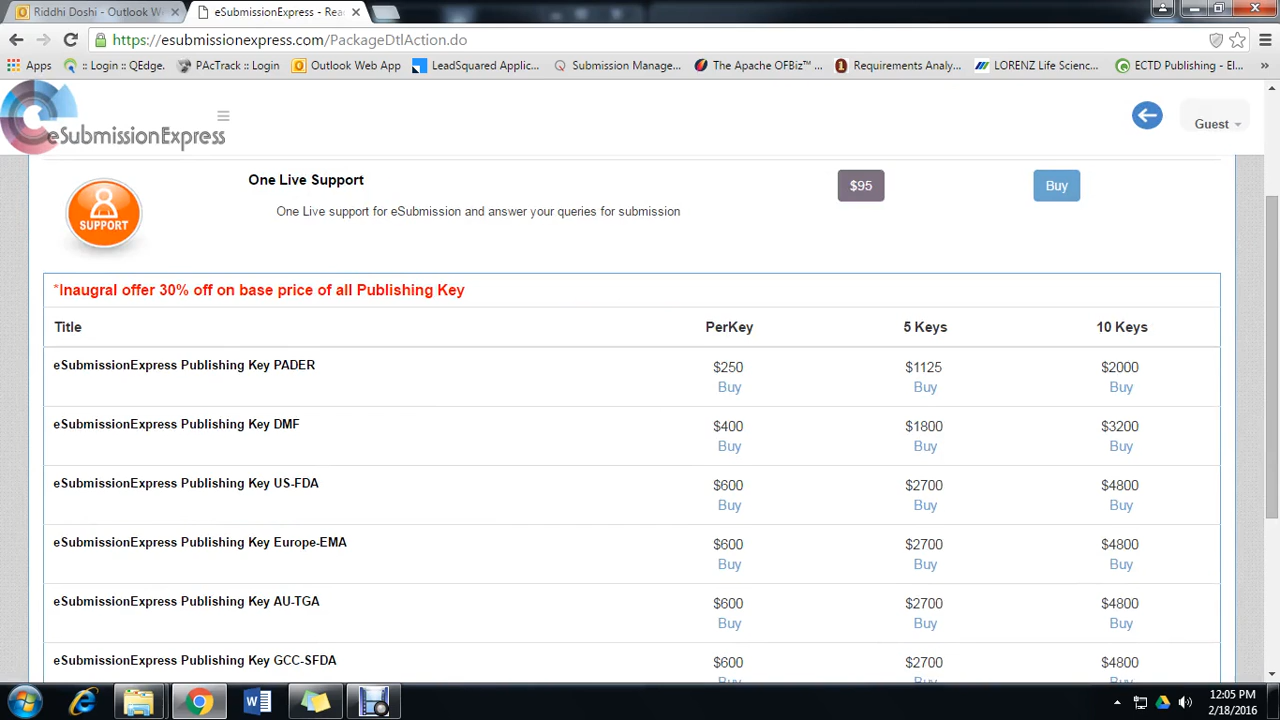 Riddhi Doshi - Outlook W
eSubmissionExpress - Rea
https://esubmissionexpress.com/PackageDtlAction.do
Apps
:: Login :: QEdge.
PAcTrack :: Login
Outlook Web App
LeadSquared Applic...
Submission Manage...
The Apache OFBiz™ ...
Requirements Analy...
LORENZ Life Scienc...
ECTD Publishing - El...
»
eSubmissionExpress
Guest
SUPPORT
One Live Support
$95
Buy
One Live support for eSubmission and answer your queries for submission
*Inaugral offer 30% off on base price of all Publishing Key
Title PerKey 5 Keys 10 Keys
eSubmissionExpress Publishing Key PADER $250 $1125 $2000
Buy Buy Buy
eSubmissionExpress Publishing Key DMF $400 $1800 $3200
Buy Buy Buy
eSubmissionExpress Publishing Key US-FDA $600 $2700 $4800
Buy Buy Buy
eSubmissionExpress Publishing Key Europe-EMA $600 $2700 $4800
Buy Buy Buy
eSubmissionExpress Publishing Key AU-TGA $600 $2700 $4800
Buy Buy Buy
eSubmissionExpress Publishing Key GCC-SFDA $600 $2700 $4800
Buy Buy Buy
12:05 PM
2/18/2016